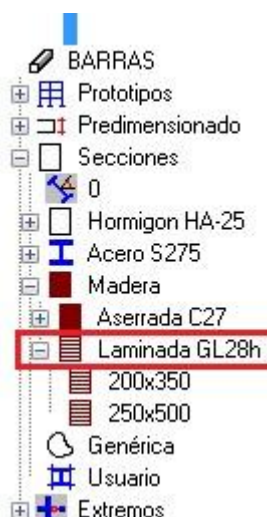 BARRAS
Prototipos
Predimensionado
Secciones
0
Hormigon HA-25
Acero S275
Madera
Aserrada C27
Laminada GL28h
200x350
250x500
Genérica
Usuario
Extremos